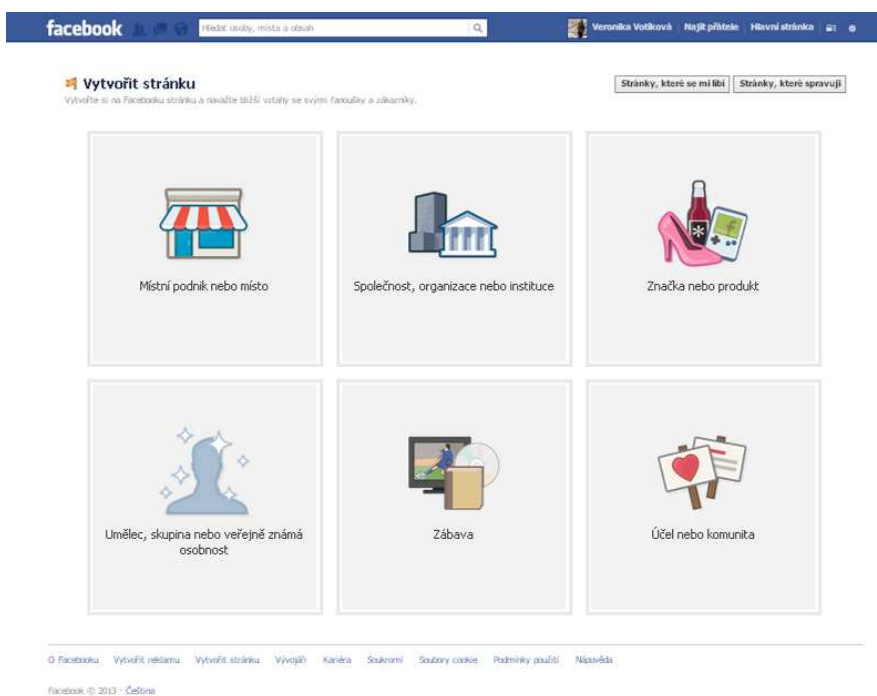 facebook
Hledat osoby, místa a obsah
Veronika Votíková Najít přátele Hlavní stránka
Vytvořit stránku
Vytvořte si na Facebooku stránku a navažte bližší vztahy se svými fanoušky a zákazníky.
Stránky, které se mi líbí Stránky, které spravuji
Místní podnik nebo místo
Společnost, organizace nebo instituce
Značka nebo produkt
Umělec, skupina nebo veřejně známá
osobnost
Zábava
Účel nebo komunita
O Facebooku Vytvořit reklamu Vytvořit stránku Vývojáři Kariéra Soukromí Soubory cookie Podmínky použití Nápověda
Facebook © 2013 · Čeština